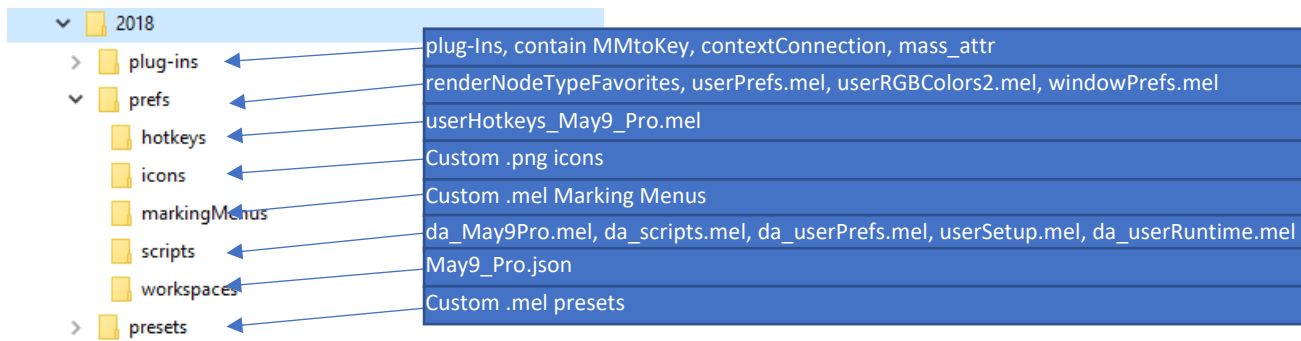 2018
plug-ins
prefs
hotkeys
icons
markingMenus
scripts
workspaces
presets
plug-Ins, contain MMtoKey, contextConnection, mass_attr
renderNodeTypeFavorites, userPrefs.mel, userRGBColors2.mel, windowPrefs.mel
userHotkeys_May9_Pro.mel
Custom .png icons
Custom .mel Marking Menus
da_May9Pro.mel, da_scripts.mel, da_userPrefs.mel, userSetup.mel, da_userRuntime.mel
May9_Pro.json
Custom .mel presets